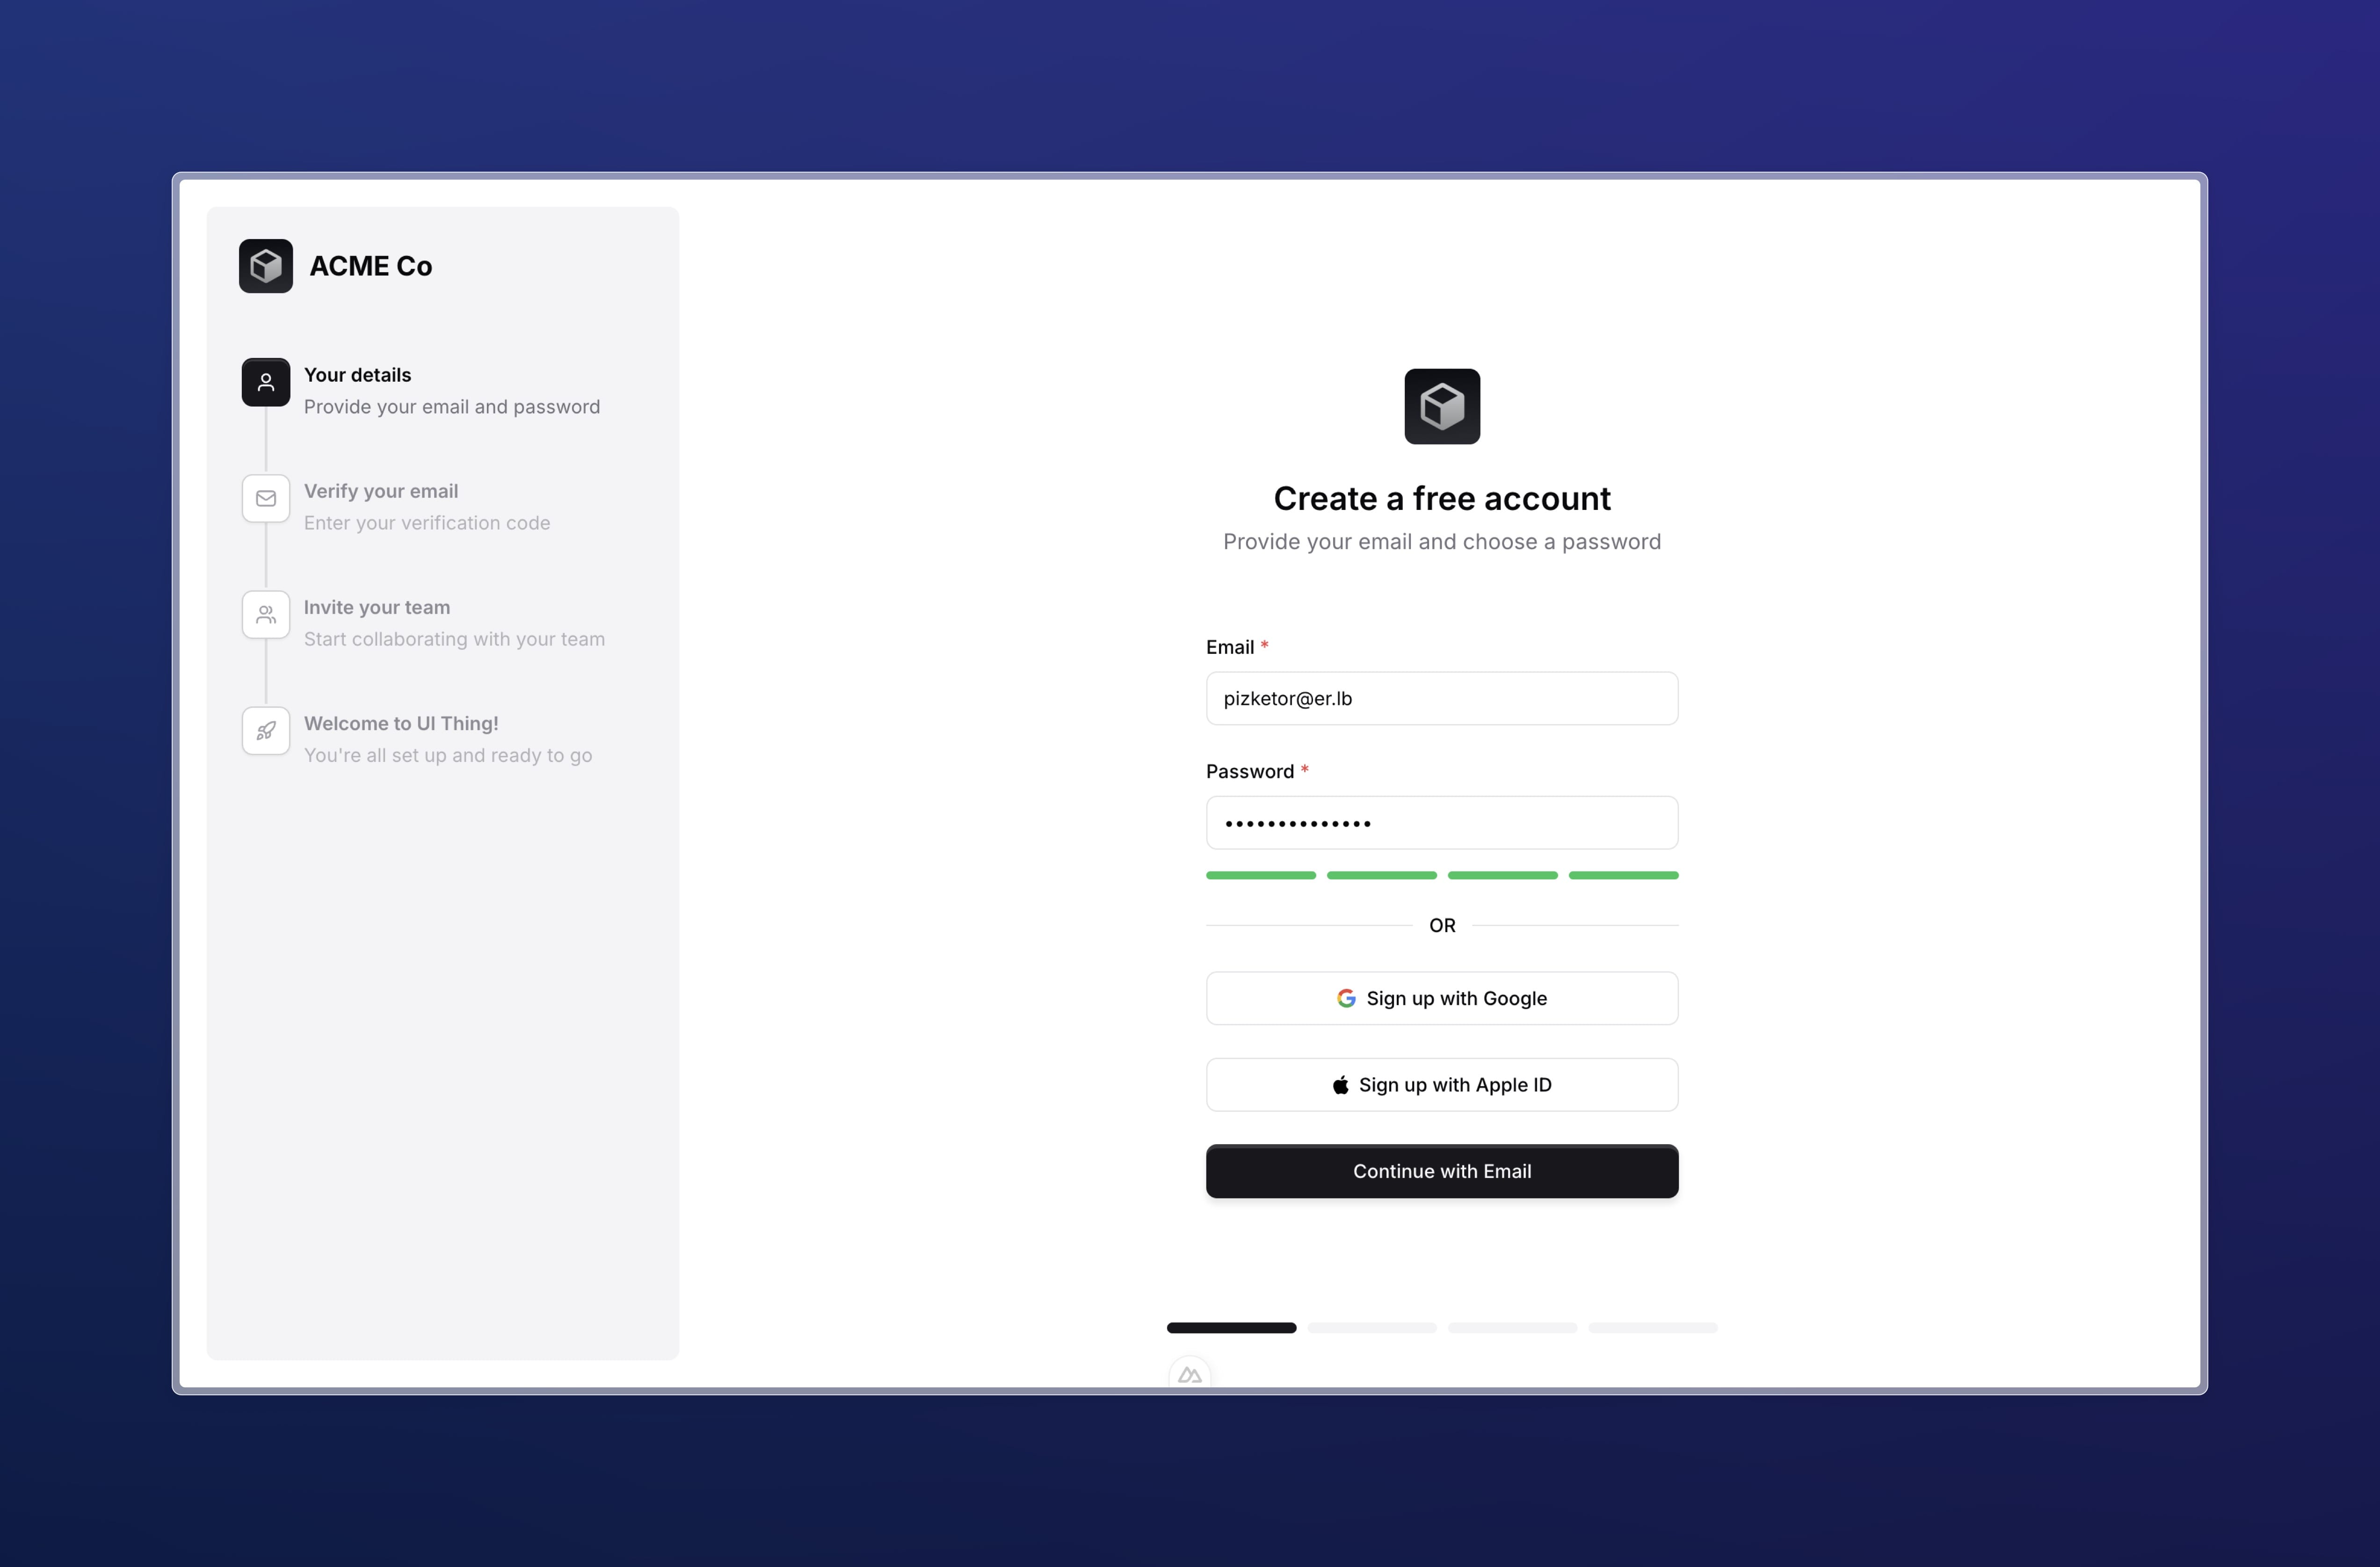 ACME Co
Your details
Provide your email and password
Verify your email
Enter your verification code
Invite your team
Start collaborating with your team
Welcome to UI Thing!
You're all set up and ready to go
Create a free account
Provide your email and choose a password
Email *
pizketor@er.lb
Password *
••••••••••••••
OR
Sign up with Google
Sign up with Apple ID
Continue with Email